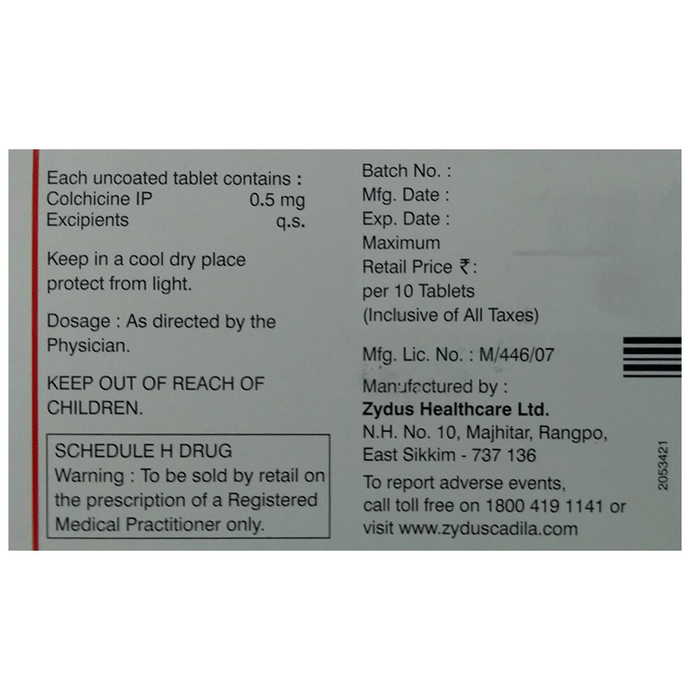 Each uncoated tablet contains :
Colchicine IP 0.5 mg
Excipients q.s.
Keep in a cool dry place
protect from light.
Dosage : As directed by the
Physician.
KEEP OUT OF REACH OF
CHILDREN.
SCHEDULE H DRUG
Warning : To be sold by retail on
the prescription of a Registered
Medical Practitioner only.
Batch No. :
Mfg. Date :
Exp. Date :
Maximum
Retail Price ₹:
per 10 Tablets
(Inclusive of All Taxes)
Mfg. Lic. No. : M/446/07
Manufactured by :
Zydus Healthcare Ltd.
N.H. No. 10, Majhitar, Rangpo,
East Sikkim - 737 136
To report adverse events,
call toll free on 1800 419 1141 or
visit www.zyduscadila.com
2053421